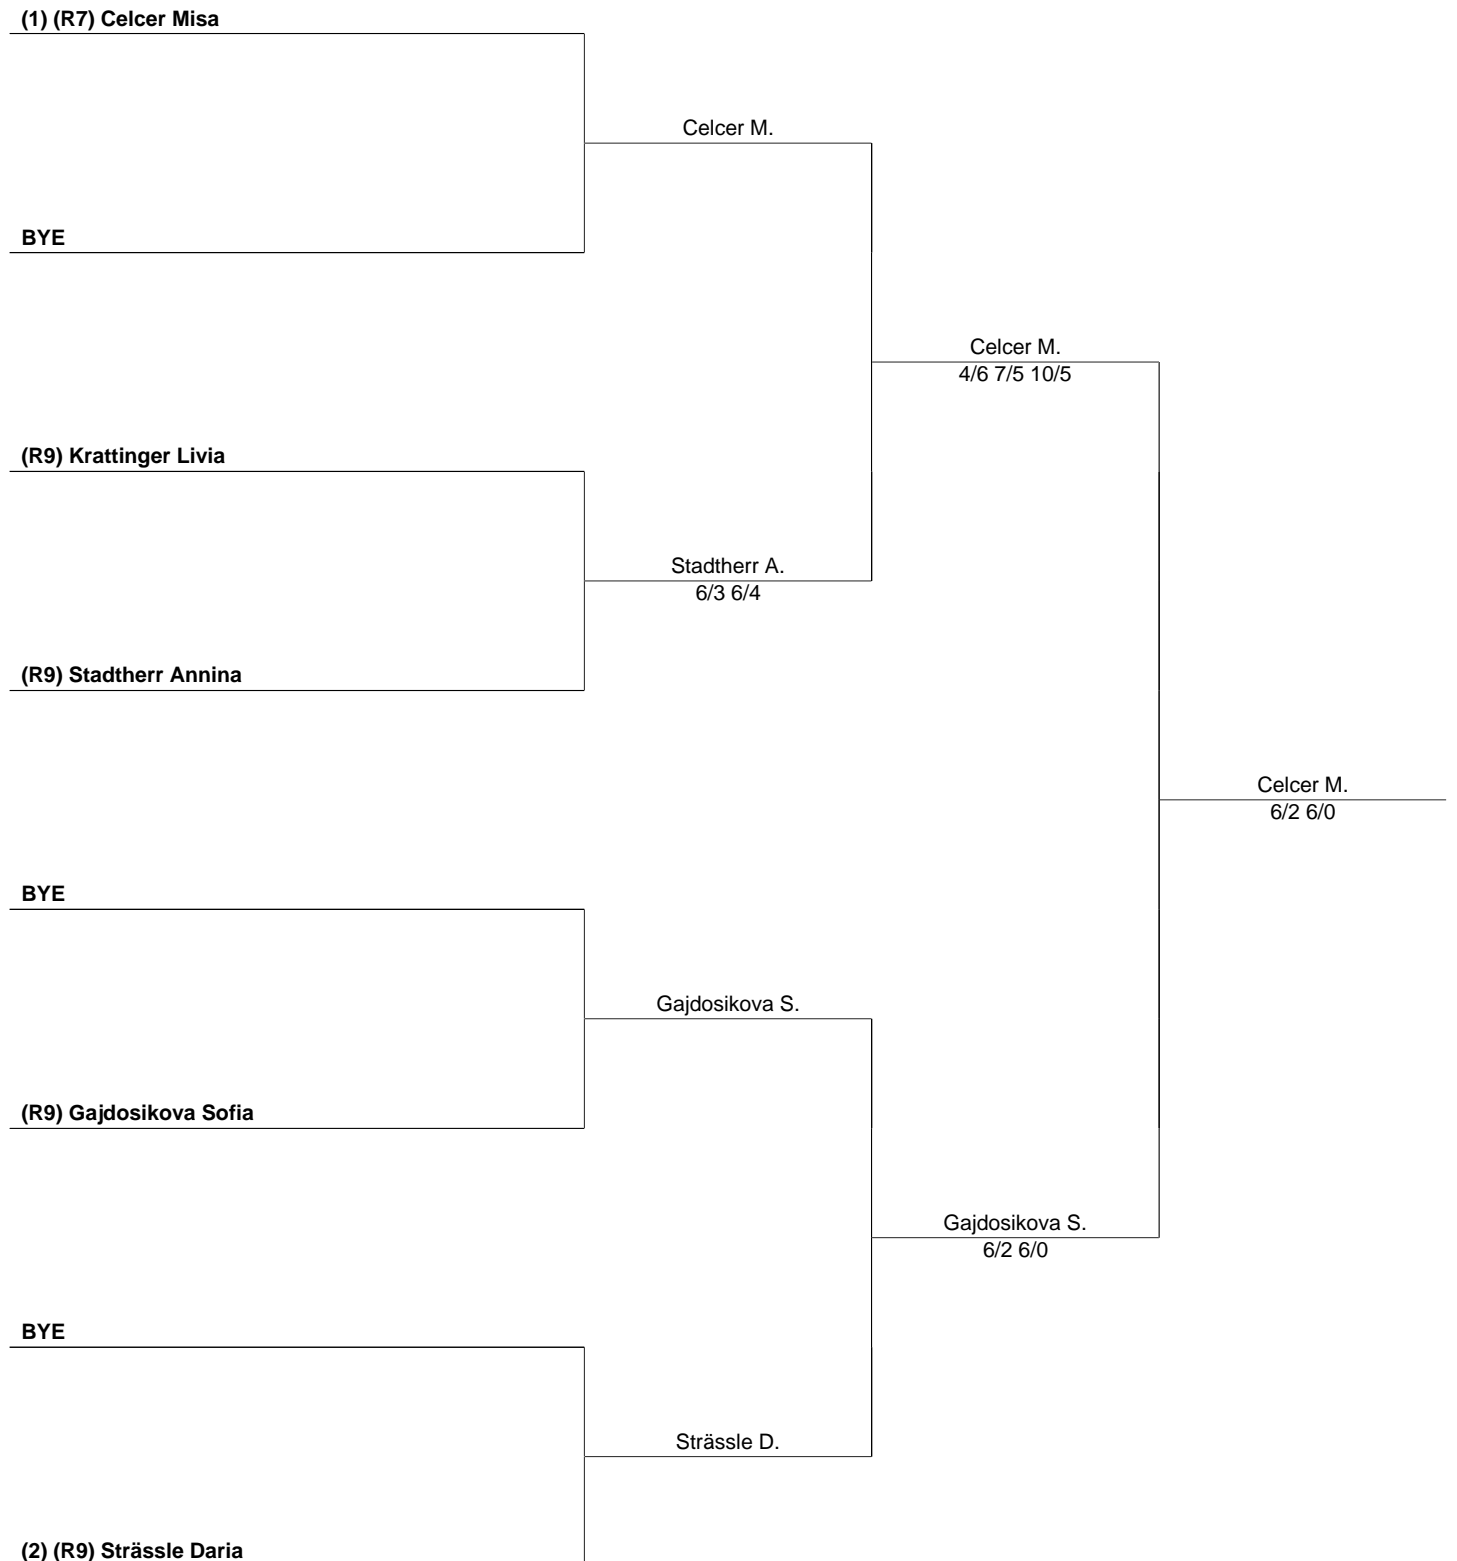 (1) (R7) Celcer Misa
Celcer M.
BYE
Celcer M.
4/6 7/5 10/5
(R9) Krattinger Livia
Stadtherr A.
6/3 6/4
(R9) Stadtherr Annina
Celcer M.
6/2 6/0
BYE
Gajdosikova S.
(R9) Gajdosikova Sofia
Gajdosikova S.
6/2 6/0
BYE
Strässle D.
(2) (R9) Strässle Daria